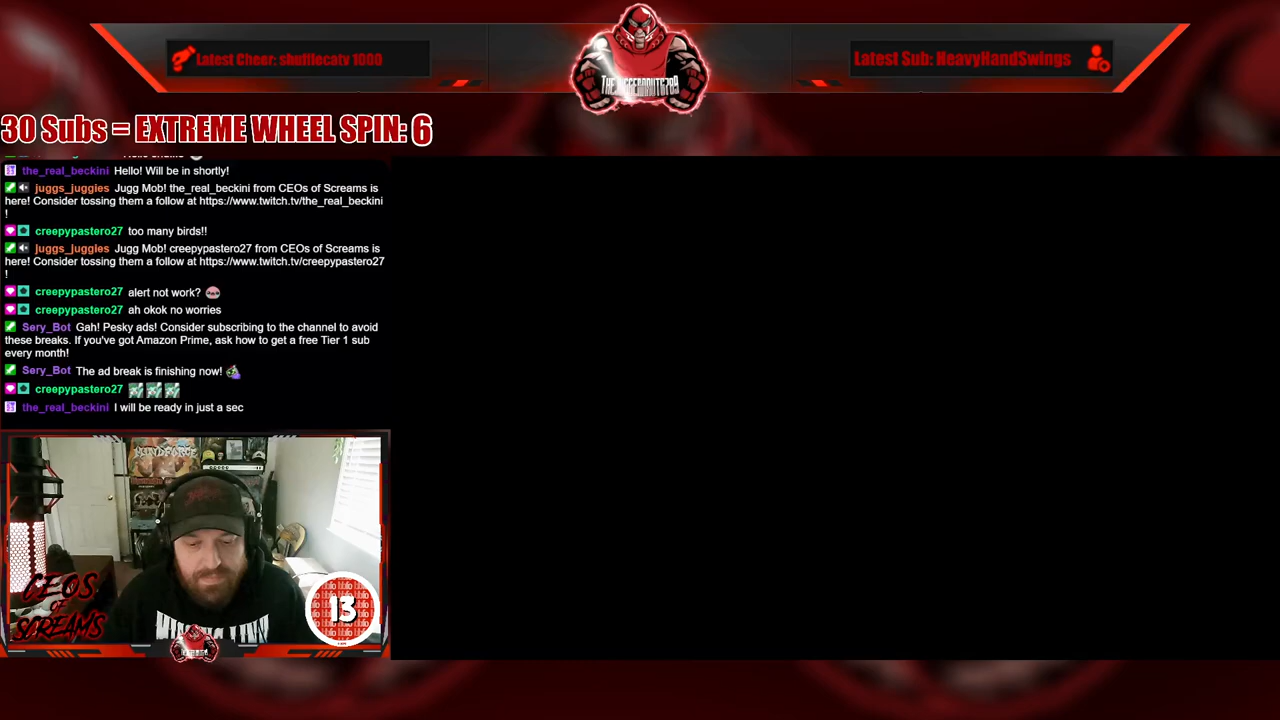 Latest Cheer: shufflecatv 1000
THEJUGGERNAUT6789
Latest Sub: HeavyHandSwings
30 Subs = EXTREME WHEEL SPIN: 6
the_real_beckini Hello! Will be in shortly!
juggs_juggies Jugg Mob! the_real_beckini from CEOs of Screams is
here! Consider tossing them a follow at https://www.twitch.tv/the_real_beckini
!
creepypastero27 too many birds!!
juggs_juggies Jugg Mob! creepypastero27 from CEOs of Screams is
here! Consider tossing them a follow at https://www.twitch.tv/creepypastero27
!
creepypastero27 alert not work?
creepypastero27 ah okok no worries
Sery_Bot Gah! Pesky ads! Consider subscribing to the channel to avoid
these breaks. If you've got Amazon Prime, ask how to get a free Tier 1 sub
every month!
Sery_Bot The ad break is finishing now!
creepypastero27
the_real_beckini I will be ready in just a sec
MINDFORCE
CEOS
OF
SCREAMS
13